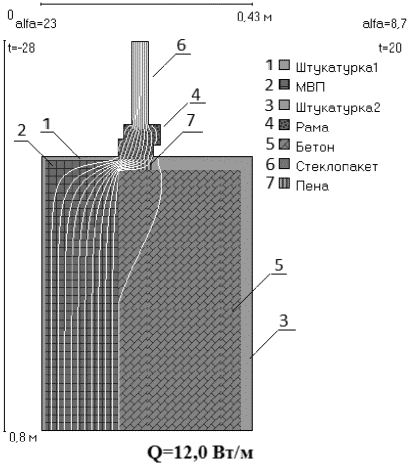 0
0,43 м
alfa=23
alfa=8,7
t=-28
t=20
6
4
7
1
2
5
3
1 Штукатурка1
2 МВП
3 Штукатурка2
4 Рама
5 Бетон
6 Стеклопакет
7 Пена
0,8 м
Q=12,0 Вт/м